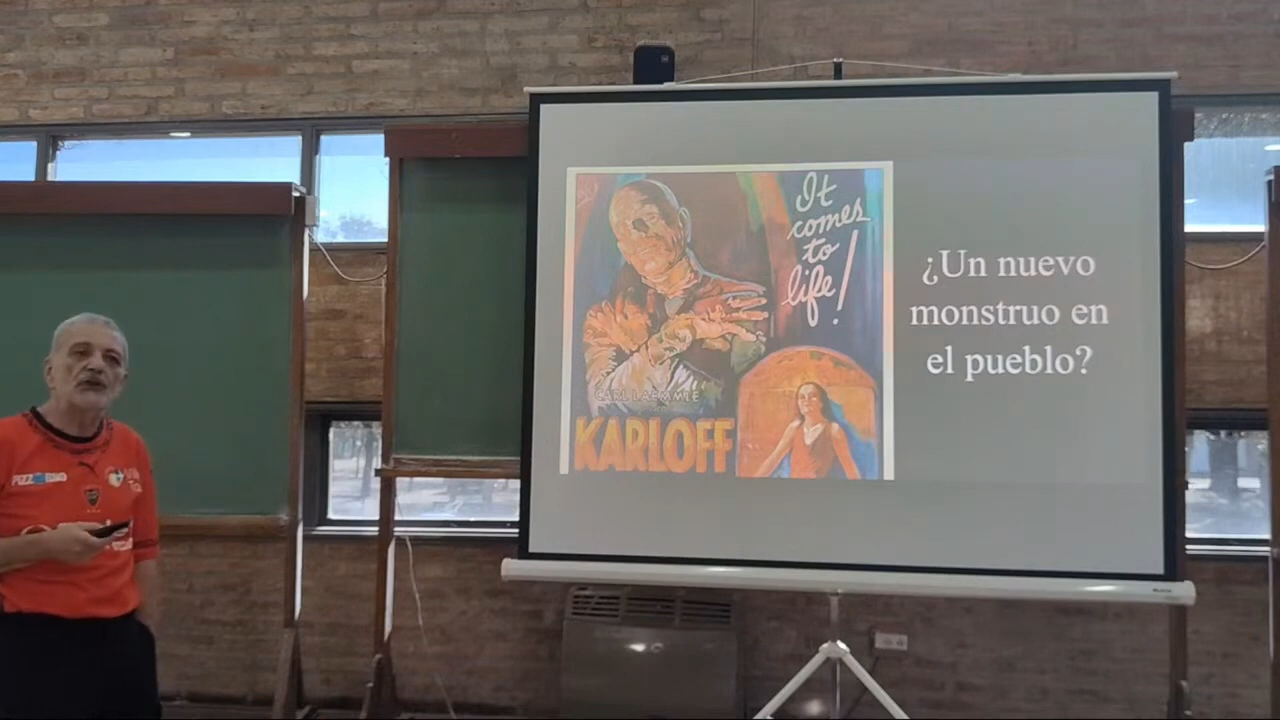 It
comes
to
life!
CARL LAEMMLE
KARLOFF
¿Un nuevo
monstruo en
el pueblo?